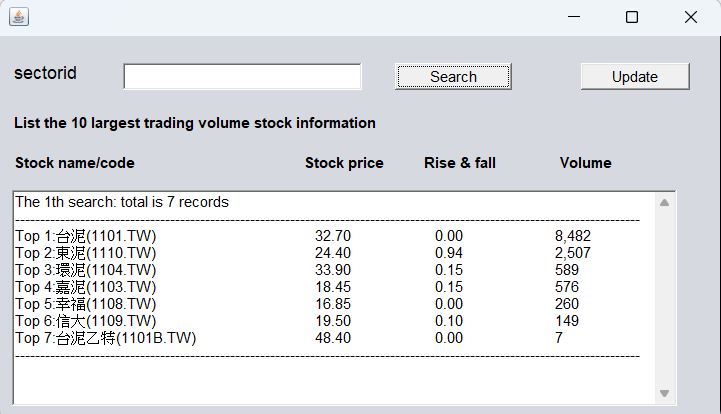 sectorid Search Update
List the 10 largest trading volume stock information
Stock name/code Stock price Rise & fall Volume
The 1th search: total is 7 records
Top 1:台泥(1101.TW) 32.70 0.00 8,482
Top 2:東泥(1110.TW) 24.40 0.94 2,507
Top 3:環泥(1104.TW) 33.90 0.15 589
Top 4:嘉泥(1103.TW) 18.45 0.15 576
Top 5:幸福(1108.TW) 16.85 0.00 260
Top 6:信大(1109.TW) 19.50 0.10 149
Top 7:台泥乙特(1101B.TW) 48.40 0.00 7